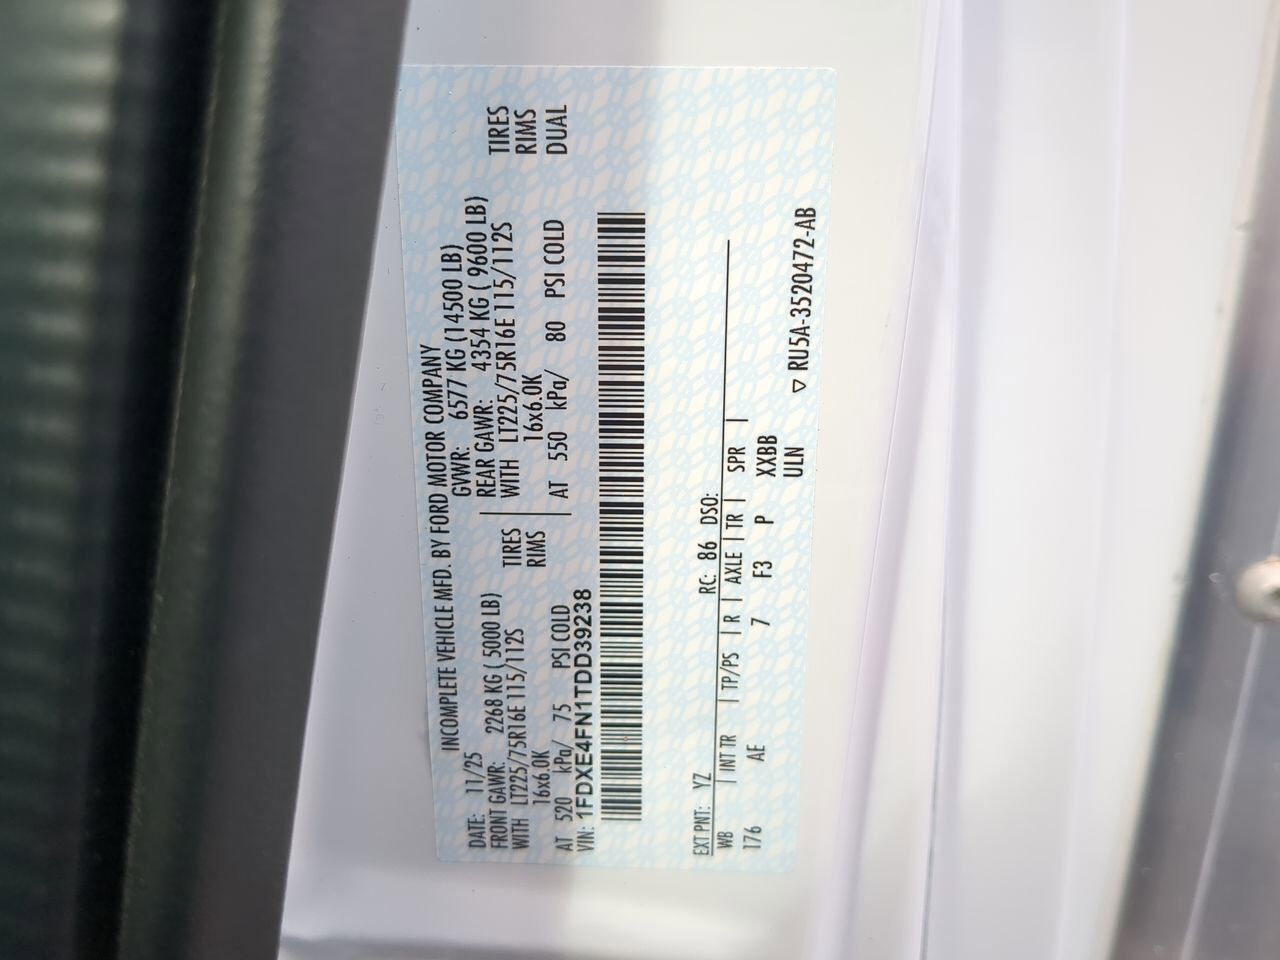 INCOMPLETE VEHICLE MFD. BY FORD MOTOR COMPANY
DATE: 11/25 GVWR: 6577 KG (14500 LB)
FRONT GAWR: 2268 KG ( 5000 LB) REAR GAWR: 4354 KG ( 9600 LB)
WITH LT225/75R16E 115/112S TIRES WITH LT225/75R16E 115/112S TIRES
16x6.0K RIMS 16x6.0K RIMS
AT 520 kPa/ 75 PSI COLD AT 550 kPa/ 80 PSI COLD DUAL
VIN: 1FDXE4FN1TDD39238
EXT PNT: YZ RC: 86 DSO:
WB | INT TR | TP/PS | R | AXLE | TR | SPR |
176 AE 7 F3 P XXBB
ULN
▽ RU5A-3520472-AB